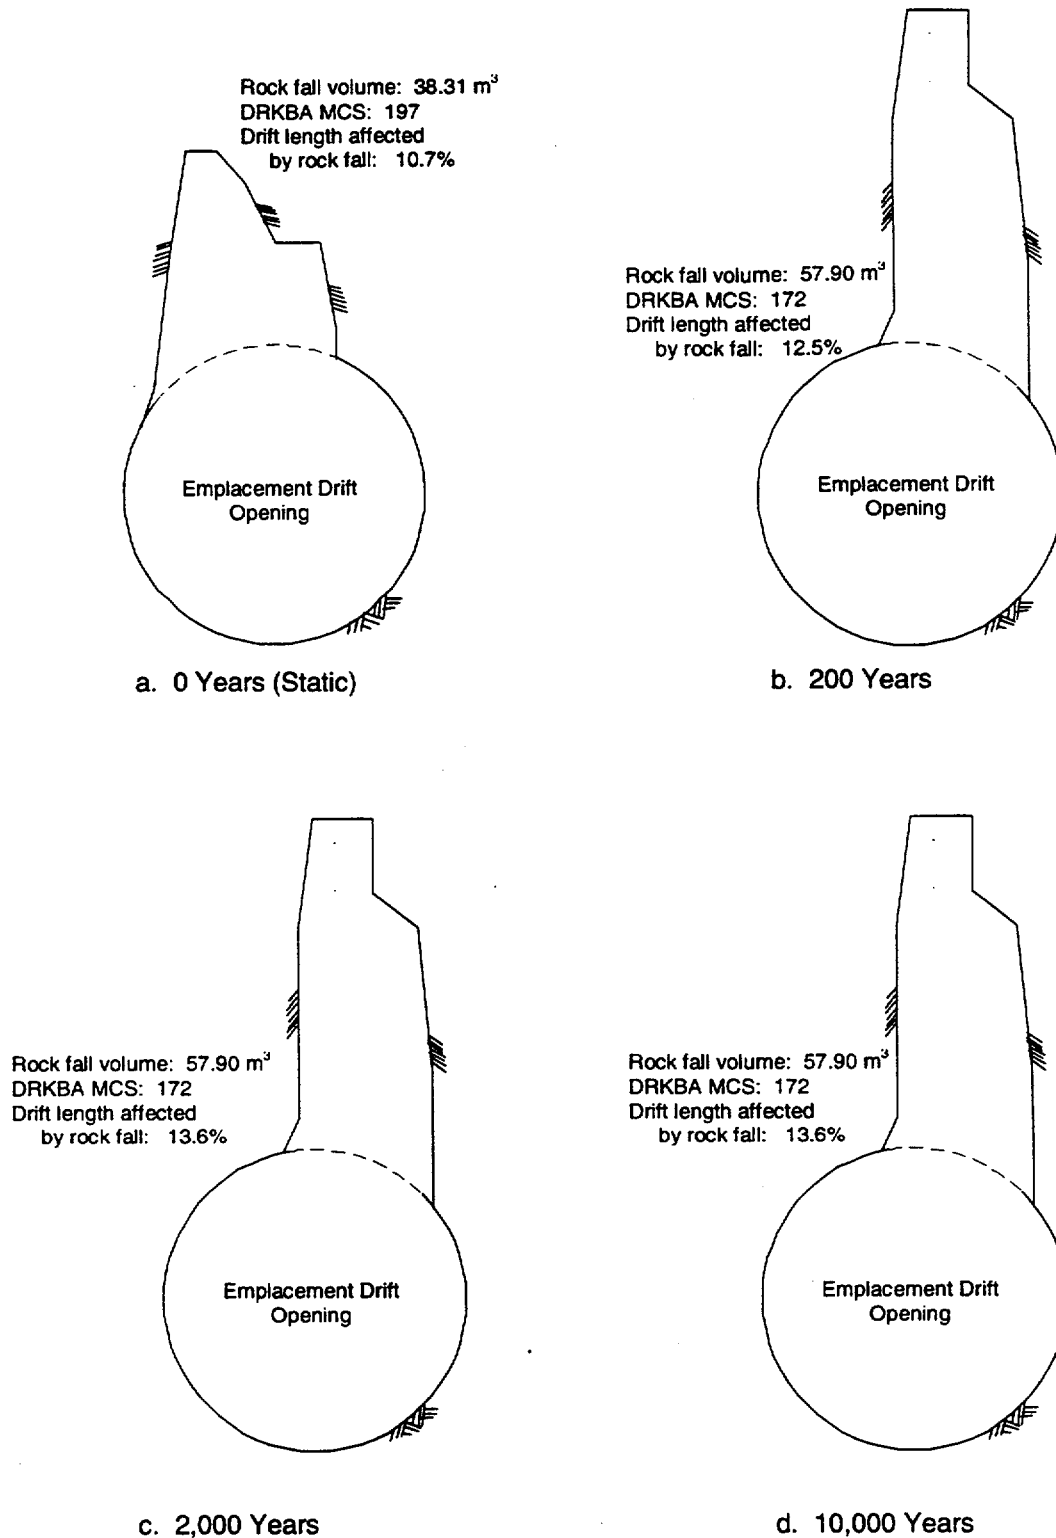 Rock fall volume: 38.31 m³
DRKBA MCS: 197
Drift length affected
by rock fall: 10.7%
Emplacement Drift
Opening
a. 0 Years (Static)
Rock fall volume: 57.90 m³
DRKBA MCS: 172
Drift length affected
by rock fall: 12.5%
Emplacement Drift
Opening
b. 200 Years
Rock fall volume: 57.90 m³
DRKBA MCS: 172
Drift length affected
by rock fall: 13.6%
Emplacement Drift
Opening
c. 2,000 Years
Rock fall volume: 57.90 m³
DRKBA MCS: 172
Drift length affected
by rock fall: 13.6%
Emplacement Drift
Opening
d. 10,000 Years